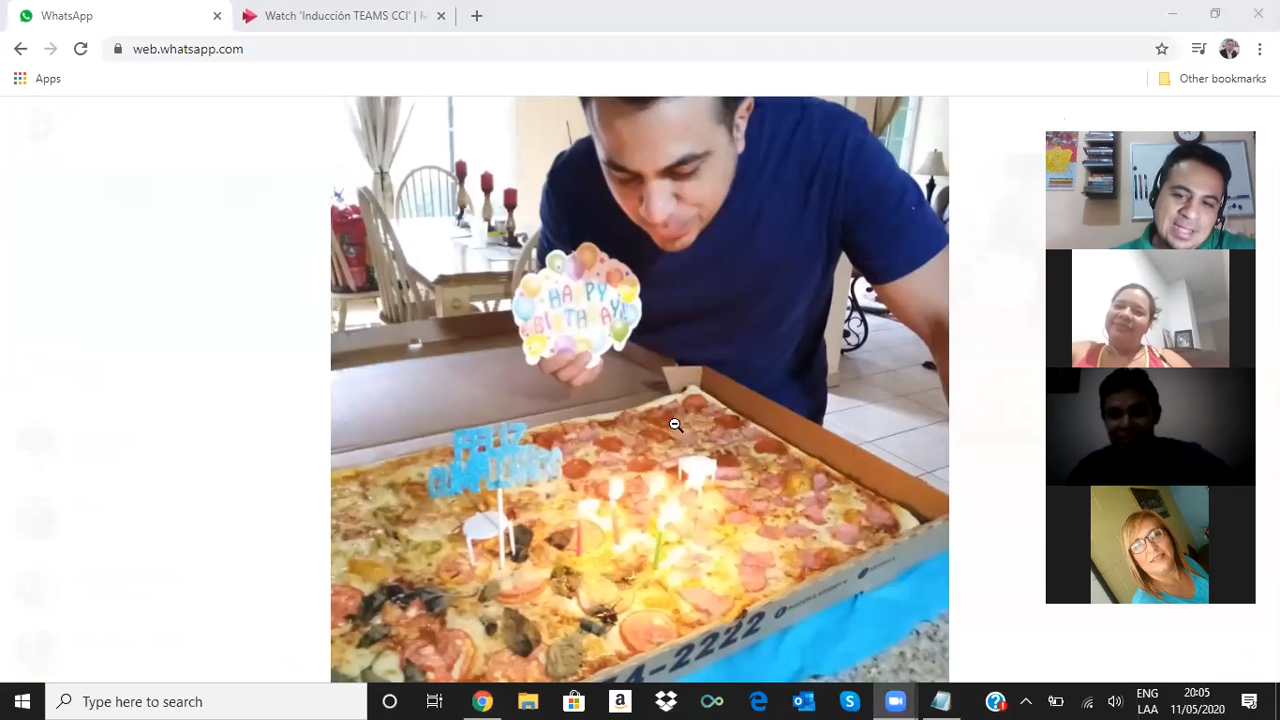 WhatsApp
Watch 'Inducción TEAMS CCI' | M
web.whatsapp.com
Apps
Other bookmarks
HAPPY
BIRTHDAY!
FELIZ
CUMPLEAÑOS
4-2222
Type here to search
ENG
LAA
20:05
11/05/2020